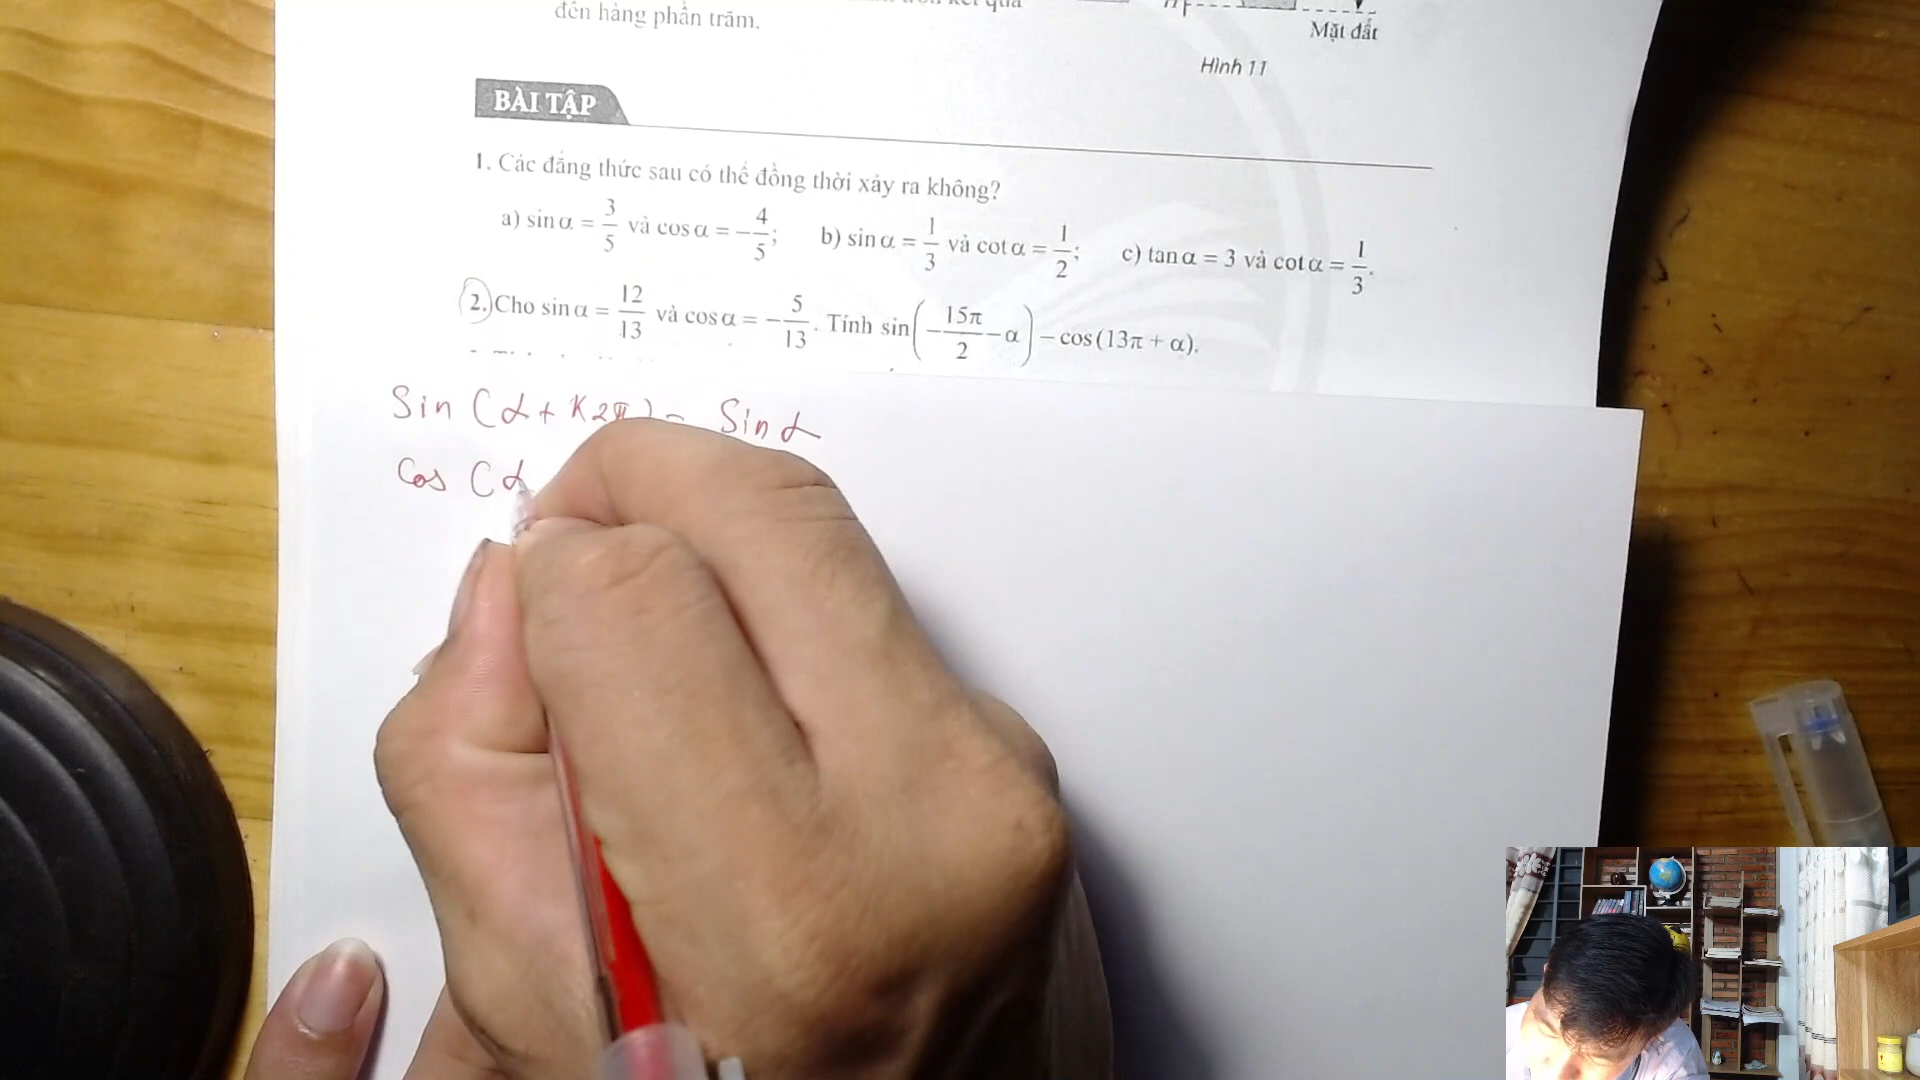 đến hàng phần trăm.
Mặt đất
Hình 11
BÀI TẬP
1. Các đẳng thức sau có thể đồng thời xảy ra không?
a) sin α = 3/5 và cos α = −4/5; b) sin α = 1/3 và cot α = 1/2; c) tan α = 3 và cot α = 1/3.
2. Cho sin α = 12/13 và cos α = −5/13. Tính sin(−15π/2 − α) − cos(13π + α).
Sin (α + k2π) = Sin α
Cos (α